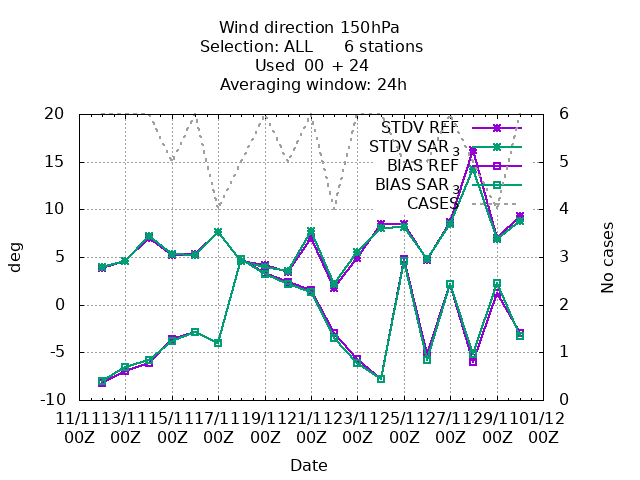 Wind direction 150hPa
Selection: ALL 6 stations
Used 00 + 24
Averaging window: 24h
STDV REF
STDV SAR 3
BIAS REF
BIAS SAR 3
CASES
20
15
10
5
0
-5
-10
6
5
4
3
2
1
0
deg
No cases
11/11 13/11 15/11 17/11 19/11 21/11 23/11 25/11 27/11 29/11 01/12
00Z 00Z 00Z 00Z 00Z 00Z 00Z 00Z 00Z 00Z 00Z
Date